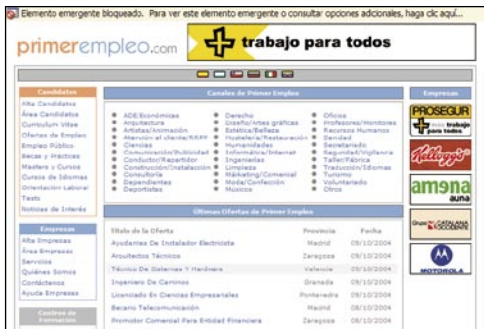 Elemento emergente bloqueado. Para ver este elemento emergente o consultar opciones adicionales, haga clic aquí...
primerempleo.com
trabajo para todos
Candidatos
Alta Candidatos
Área Candidatos
Curriculum Vitae
Ofertas de Empleo
Empleo Público
Becas y Prácticas
Masters y Cursos
Cursos de Idiomas
Orientación Laboral
Tests
Noticias de Interés
Empresas
Alta Empresas
Área Empresas
Servicios
Quiénes Somos
Contáctenos
Ayuda Empresas
Centros de
Formación
Canales de Primer Empleo
ADE/Económicas
Arquitectura
Artistas/Animación
Atención al cliente/RRPP
Ciencias
Comunicación/Publicidad
Conductor/Repartidor
Construcción/Instalación
Consultoría
Dependientes
Deportistas
Derecho
Diseño/Artes gráficas
Estética/Belleza
Hostelería/Restauración
Humanidades
Informática/Internet
Ingenierías
Limpieza
Márketing/Comercial
Moda/Confección
Músicos
Oficios
Profesores/Monitores
Recursos Humanos
Sanidad
Secretariado
Seguridad/Vigilancia
Taller/Fábrica
Traducción/Idiomas
Turismo
Voluntariado
Otros
Últimas Ofertas de Primer Empleo
Título de la Oferta Provincia Fecha
Ayudantes De Instalador Electricista Madrid 09/10/2004
Arquitectos Técnicos Zaragoza 09/10/2004
Técnico De Sistemas Y Hardware Valencia 09/10/2004
Ingeniero De Caminos Granada 09/10/2004
Licenciado En Ciencias Empresariales Pontevedra 09/10/2004
Becario Telecomunicación Madrid 09/10/2004
Promotor Comercial Para Entidad Financiera Zaragoza 08/10/2004
Empresas
PROSEGUR
trabajo
para todos
Kellogg's
amena
auna
Grupo CATALANA
OCCIDENTE
MOTOROLA